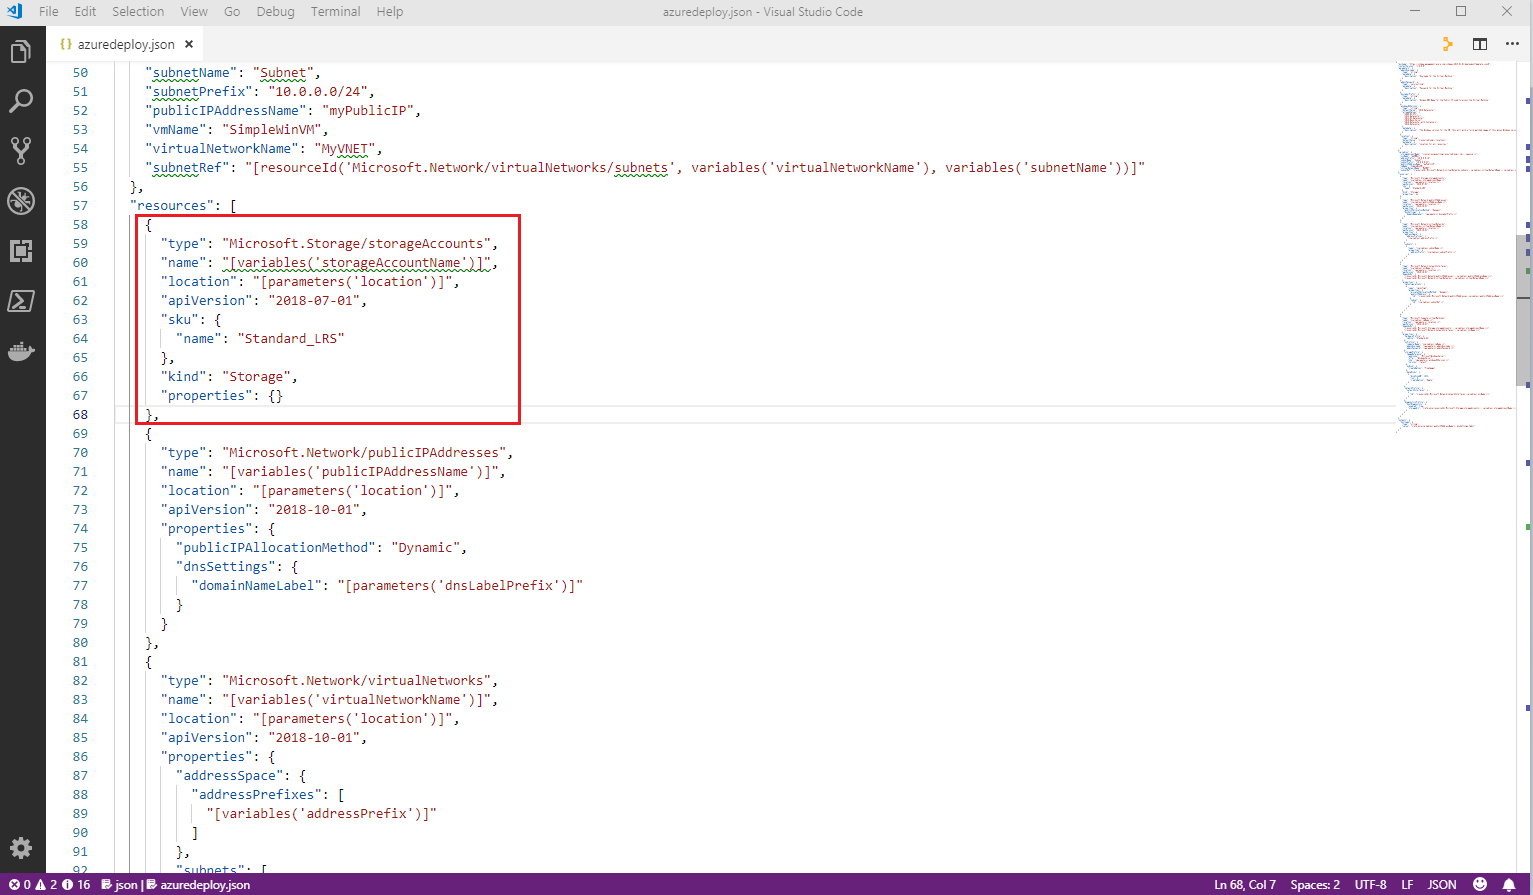 File Edit Selection View Go Debug Terminal Help azuredeploy.json - Visual Studio Code
{} azuredeploy.json ×
50 "subnetName": "Subnet",
51 "subnetPrefix": "10.0.0.0/24",
52 "publicIPAddressName": "myPublicIP",
53 "vmName": "SimpleWinVM",
54 "virtualNetworkName": "MyVNET",
55 "subnetRef": "[resourceId('Microsoft.Network/virtualNetworks/subnets', variables('virtualNetworkName'), variables('subnetName'))]"
56 },
57 "resources": [
58 {
59 "type": "Microsoft.Storage/storageAccounts",
60 "name": "[variables('storageAccountName')]",
61 "location": "[parameters('location')]",
62 "apiVersion": "2018-07-01",
63 "sku": {
64 "name": "Standard_LRS"
65 },
66 "kind": "Storage",
67 "properties": {}
68 },
69 {
70 "type": "Microsoft.Network/publicIPAddresses",
71 "name": "[variables('publicIPAddressName')]",
72 "location": "[parameters('location')]",
73 "apiVersion": "2018-10-01",
74 "properties": {
75 "publicIPAllocationMethod": "Dynamic",
76 "dnsSettings": {
77 "domainNameLabel": "[parameters('dnsLabelPrefix')]"
78 }
79 }
80 },
81 {
82 "type": "Microsoft.Network/virtualNetworks",
83 "name": "[variables('virtualNetworkName')]",
84 "location": "[parameters('location')]",
85 "apiVersion": "2018-10-01",
86 "properties": {
87 "addressSpace": {
88 "addressPrefixes": [
89 "[variables('addressPrefix')]"
90 ]
91 },
92 "subnets": [
0 2 16 json | azuredeploy.json Ln 68, Col 7 Spaces: 2 UTF-8 LF JSON